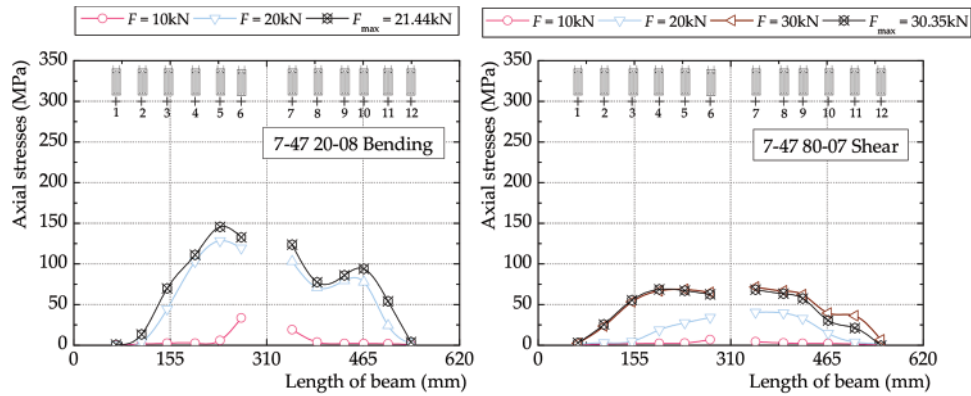 F = 10kN F = 20kN Fmax = 21.44kN
Axial stresses (MPa)
350
300
250
200
150
100
50
0
1 2 3 4 5 6 7 8 9 10 11 12
7-47 20-08 Bending
0 155 310 465 620
Length of beam (mm)
F = 10kN F = 20kN F = 30kN Fmax = 30.35kN
Axial stresses (MPa)
350
300
250
200
150
100
50
0
1 2 3 4 5 6 7 8 9 10 11 12
7-47 80-07 Shear
0 155 310 465 620
Length of beam (mm)